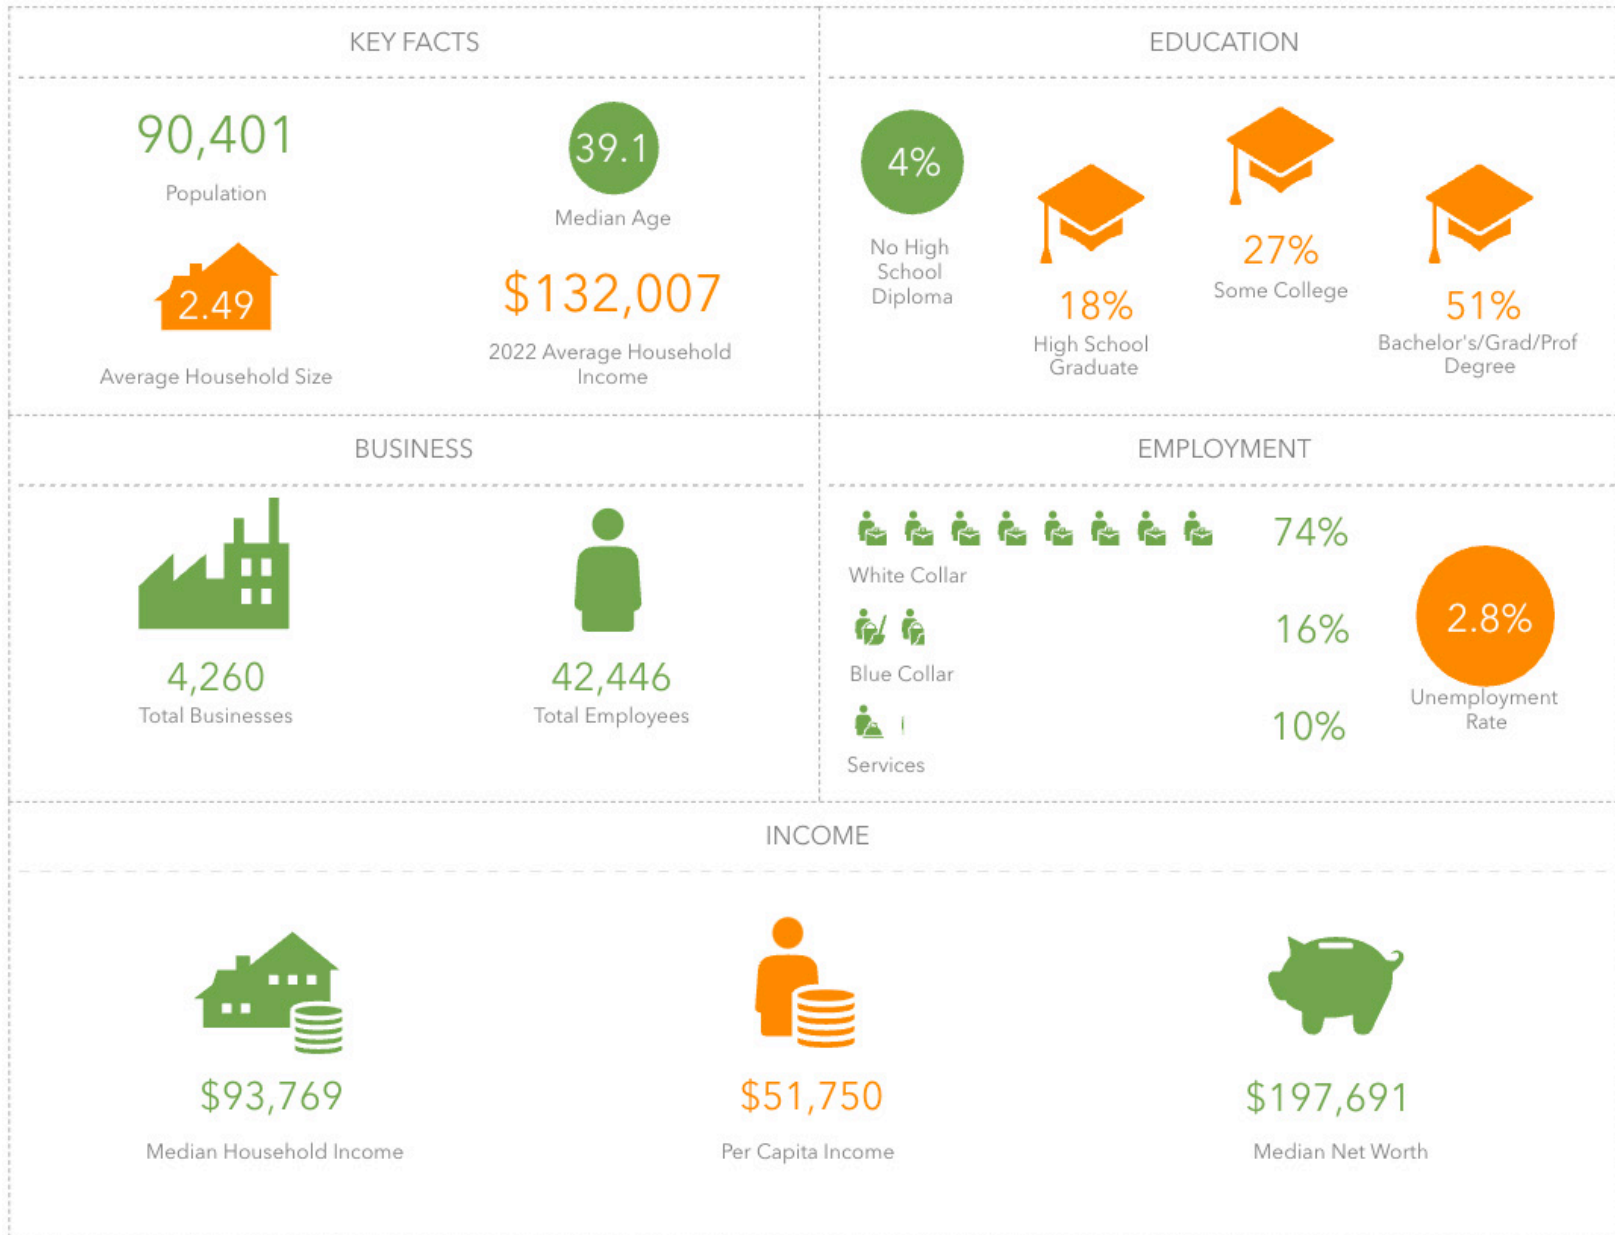 KEY FACTS
90,401
Population
39.1
Median Age
2.49
Average Household Size
$132,007
2022 Average Household
Income
EDUCATION
4%
No High
School
Diploma
18%
High School
Graduate
27%
Some College
51%
Bachelor's/Grad/Prof
Degree
BUSINESS
4,260
Total Businesses
42,446
Total Employees
EMPLOYMENT
74%
White Collar
16%
Blue Collar
10%
Services
2.8%
Unemployment
Rate
INCOME
$93,769
Median Household Income
$51,750
Per Capita Income
$197,691
Median Net Worth